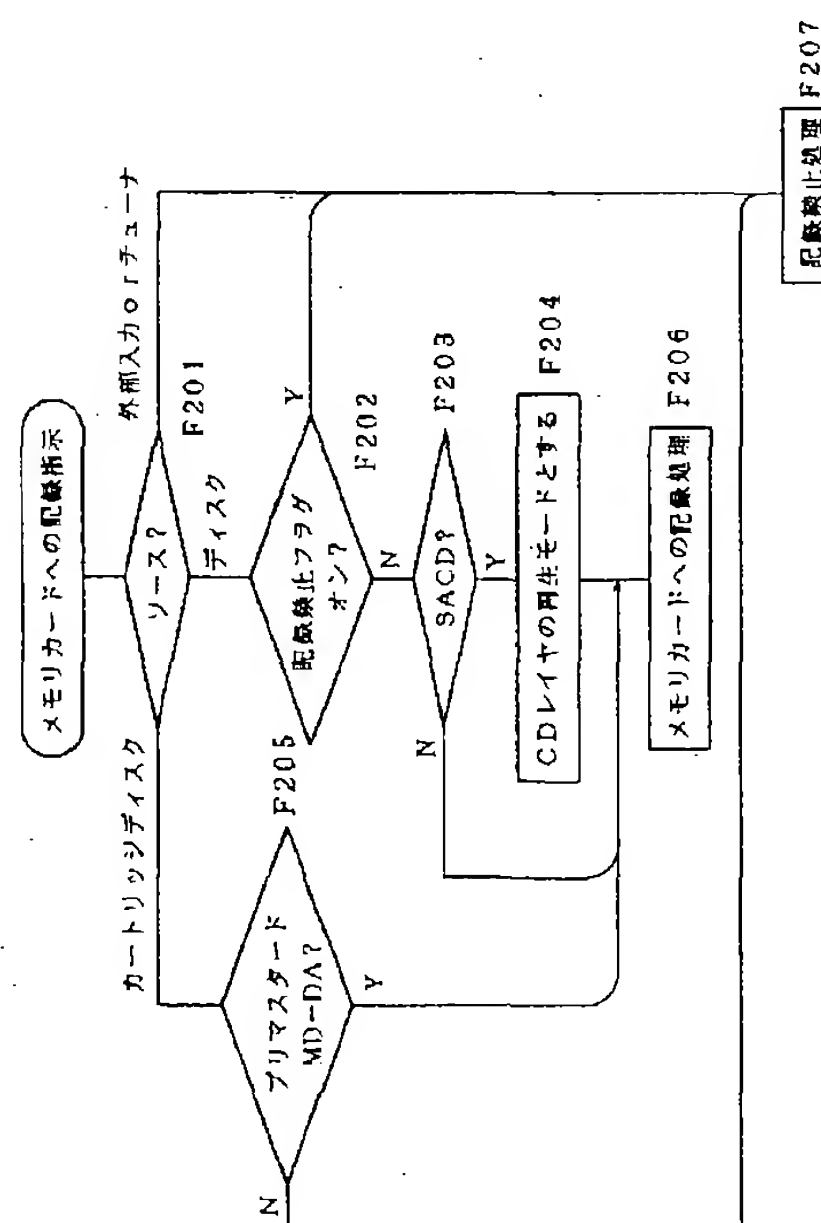 メモリカードへの記録指示
カートリッジディスク
ソース?
F201
外部入力orチューナ
ディスク
プリマスタード
MD-DA?
F205
N
Y
記録禁止フラグ
オン?
F202
Y
N
SACD?
F203
N
Y
CDレイヤの再生モードとする
F204
メモリカードへの記録処理
F206
記録禁止処理
F207